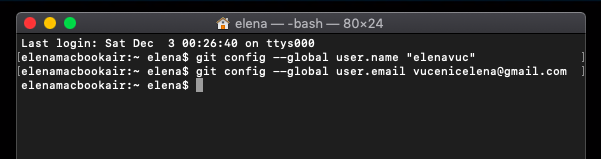 elena — -bash — 80×24
Last login: Sat Dec  3 00:26:40 on ttys000
[elenamacbookair:~ elena$ git config --global user.name "elenavuc" ]
[elenamacbookair:~ elena$ git config --global user.email vucenicelena@gmail.com ]
elenamacbookair:~ elena$